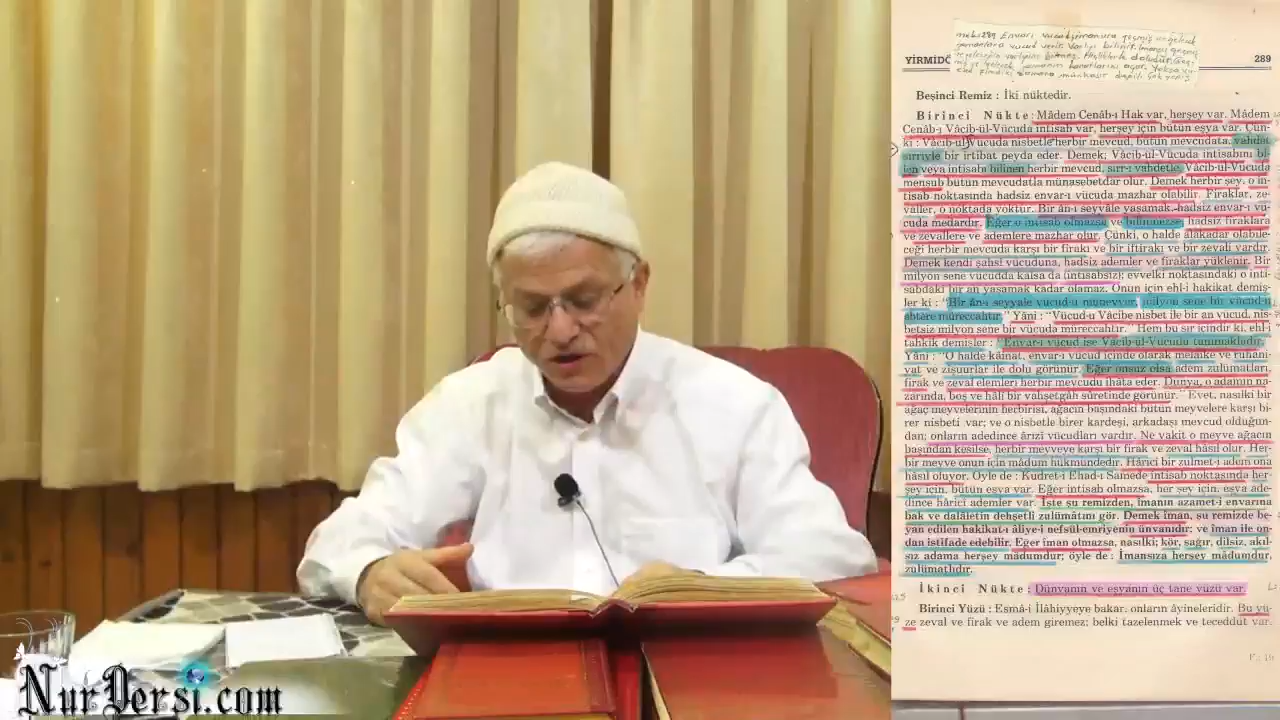 YİRMİDÖ 289
Beşinci Remiz : İki nüktedir.
Birinci Nükte : Mâdem Cenâb-ı Hak var, herşey var. Mâdem
Cenâb-ı Vâcib-ül-Vücuda intisab var, herşey için bütün eşya var. Çün-
ki : Vâcib-ül-Vücuda nisbetle herbir mevcud, bütün mevcudata, vahdet
sırriyle bir irtibat peyda eder. Demek, Vâcib-ül-Vücuda intisabını bi-
len veya intisabı bilinen herbir mevcud, sırr-ı vahdetle, Vâcib-ül-Vücuda
mensub bütün mevcudatla münasebetdar olur. Demek herbir şey, o in-
tisab noktasında hadsiz envar-ı vücuda mazhar olabilir. Firaklar, ze-
valler, o noktada yoktur. Bir ân-ı seyyâle yaşamak, hadsiz envar-ı vü-
cuda medardır. Eğer o intisab olmazsa ve bilinmezse, hadsiz firaklara
ve zevallere ve ademlere mazhar olur. Çünki, o halde alâkadar olabile-
ceği herbir mevcuda karşı bir firakı ve bir iftirakı ve bir zevali vardır.
Demek kendi şahsî vücuduna, hadsiz ademler ve firaklar yüklenir. Bir
milyon sene vücudda kalsa da (intisabsız); evvelki noktasındaki o inti-
sabdaki bir an yaşamak kadar olamaz. Onun için ehl-i hakikat demiş-
ler ki : "Bir ân-ı seyyale vücud-u münevver, milyon sene bir vücud-u
ebtere müreccahtır." Yâni : "Vücud-u Vâcibe nisbet ile bir an vücud, nis-
betsiz milyon sene bir vücuda müreccahtır." Hem bu sır içindir ki, ehl-i
tahkik demişler : "Envar-ı vücud ise Vâcib-ül-Vücudu tanımakladır."
Yâni : "O halde kâinat, envar-ı vücud içinde olarak melâike ve ruhani-
yat ve zişuurlar ile dolu görünür. Eğer onsuz olsa adem zulümatları,
firak ve zeval elemleri herbir mevcudu ihâta eder. Dünya, o adamın na-
zarında, boş ve hâli bir vahşetgâh sûretinde görünür." Evet, nasılki bir
ağaç meyvelerinin herbirisi, ağacın başındaki bütün meyvelere karşı bi-
rer nisbeti var; ve o nisbetle birer kardeşi, arkadaşı mevcud olduğun-
dan; onların adedince ârızî vücudları vardır. Ne vakit o meyve ağacın
başından kesilse, herbir meyveye karşı bir firak ve zeval hâsıl olur. Her-
bir meyve onun için mâdum hükmündedir. Hâricî bir zulmet-i adem ona
hâsıl oluyor. Öyle de : Kudret-i Ehad-i Samede intisab noktasında her-
şey için, bütün eşya var. Eğer intisab olmazsa, her şey için, eşya ade-
dince hâricî ademler var. İşte şu remizden, îmanın azamet-i envarına
bak ve dalâletin dehşetli zulümâtını gör. Demek îman, şu remizde be-
yan edilen hakikat-ı âliye-i nefsül-emriyenin ünvanıdır: ve îman ile on-
dan istifade edebilir. Eğer îman olmazsa, nasılki; kör, sağır, dilsiz, akıl-
sız adama herşey mâdumdur; öyle de : İmansıza herşey mâdumdur,
zulümatlıdır.
İkinci Nükte : Dünyanın ve eşyanın üç tane yüzü var.
Birinci Yüzü : Esmâ-i İlâhiyyeye bakar, onların âyineleridir. Bu yü-
ze zeval ve firak ve adem giremez; belki tazelenmek ve teceddüt var.
NurDersi.com